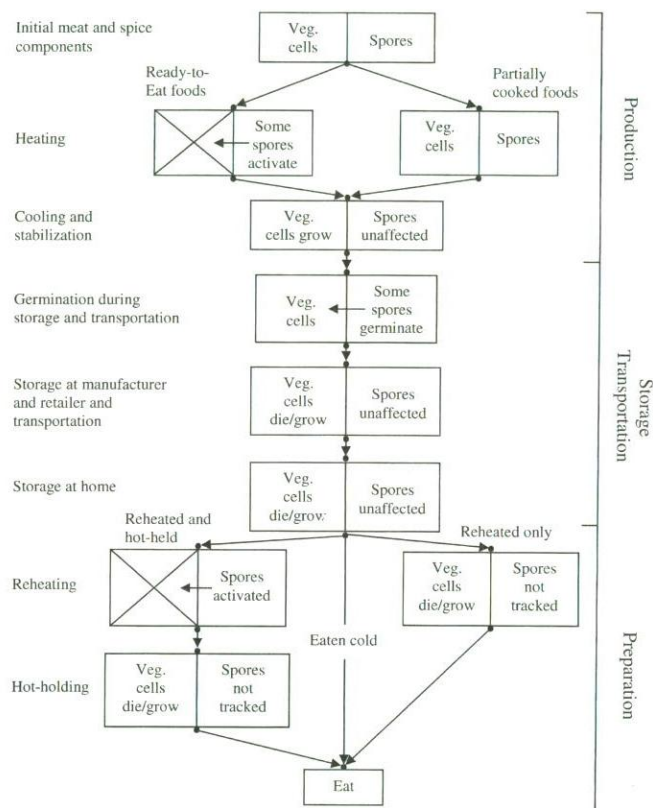 Initial meat and spice
components
Veg.
cells
Spores
Ready-to-
Eat foods
Partially
cooked foods
Heating
Some
spores
activate
Veg.
cells
Spores
Production
Cooling and
stabilization
Veg.
cells grow
Spores
unaffected
Germination during
storage and transportation
Veg.
cells
Some
spores
germinate
Storage at manufacturer
and retailer and
transportation
Veg.
cells
die/grow
Spores
unaffected
Storage
Transportation
Storage at home
Veg.
cells
die/grow
Spores
unaffected
Reheated and
hot-held
Reheated only
Reheating
Spores
activated
Veg.
cells
die/grow
Spores
not
tracked
Eaten cold
Hot-holding
Veg.
cells
die/grow
Spores
not
tracked
Preparation
Eat